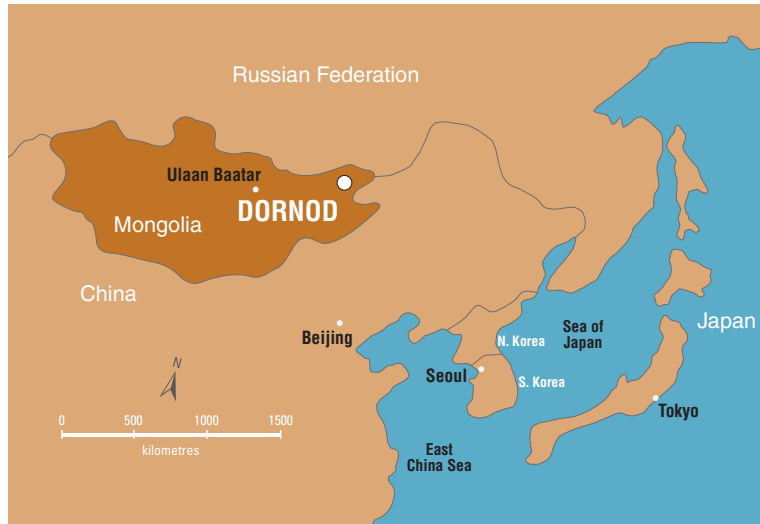 Russian Federation
Ulaan Baatar
DORNOD
Mongolia
China
Beijing
N. Korea
Sea of
Japan
Japan
Seoul
S. Korea
Tokyo
N
0 500 1000 1500
kilometres
East
China Sea